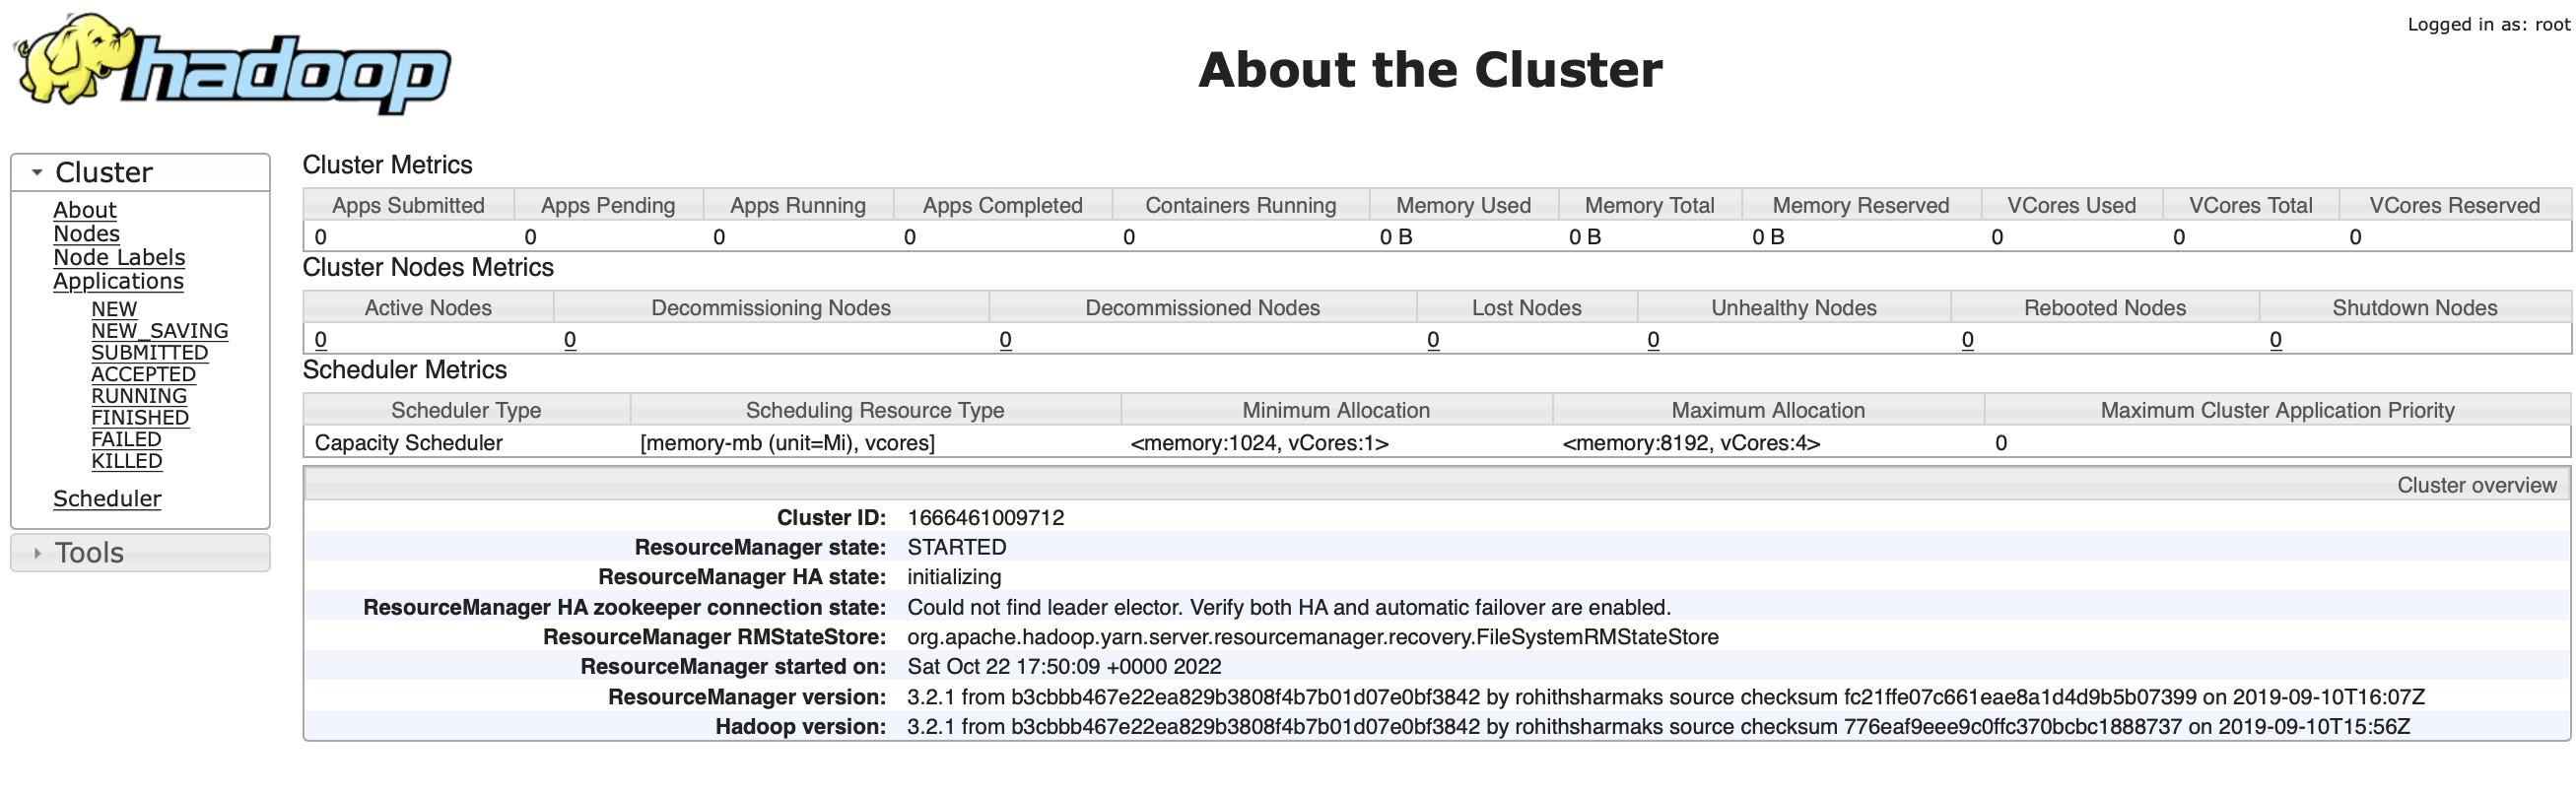 hadoop
Logged in as: root
About the Cluster
Cluster
About
Nodes
Node Labels
Applications
NEW
NEW_SAVING
SUBMITTED
ACCEPTED
RUNNING
FINISHED
FAILED
KILLED
Scheduler
Tools
Cluster Metrics
Apps Submitted Apps Pending Apps Running Apps Completed Containers Running Memory Used Memory Total Memory Reserved VCores Used VCores Total VCores Reserved
0 0 0 0 0 0 B 0 B 0 B 0 0 0
Cluster Nodes Metrics
Active Nodes Decommissioning Nodes Decommissioned Nodes Lost Nodes Unhealthy Nodes Rebooted Nodes Shutdown Nodes
0 0 0 0 0 0 0
Scheduler Metrics
Scheduler Type Scheduling Resource Type Minimum Allocation Maximum Allocation Maximum Cluster Application Priority
Capacity Scheduler [memory-mb (unit=Mi), vcores] <memory:1024, vCores:1> <memory:8192, vCores:4> 0
Cluster overview
Cluster ID: 1666461009712
ResourceManager state: STARTED
ResourceManager HA state: initializing
ResourceManager HA zookeeper connection state: Could not find leader elector. Verify both HA and automatic failover are enabled.
ResourceManager RMStateStore: org.apache.hadoop.yarn.server.resourcemanager.recovery.FileSystemRMStateStore
ResourceManager started on: Sat Oct 22 17:50:09 +0000 2022
ResourceManager version: 3.2.1 from b3cbbb467e22ea829b3808f4b7b01d07e0bf3842 by rohithsharmaks source checksum fc21ffe07c661eae8a1d4d9b5b07399 on 2019-09-10T16:07Z
Hadoop version: 3.2.1 from b3cbbb467e22ea829b3808f4b7b01d07e0bf3842 by rohithsharmaks source checksum 776eaf9eee9c0ffc370bcbc1888737 on 2019-09-10T15:56Z